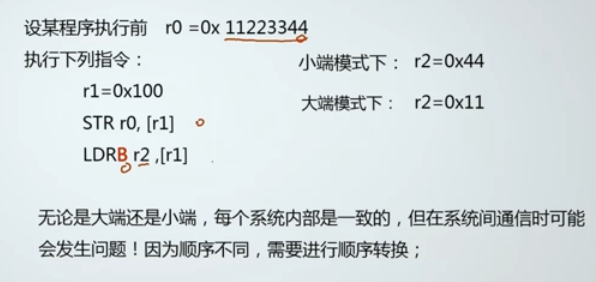 设某程序执行前 r0 =0x 11223344
执行下列指令： 小端模式下： r2=0x44
r1=0x100 大端模式下： r2=0x11
STR r0, [r1]
LDRB r2 ,[r1]
无论是大端还是小端，每个系统内部是一致的，但在系统间通信时可能
会发生问题！因为顺序不同，需要进行顺序转换；